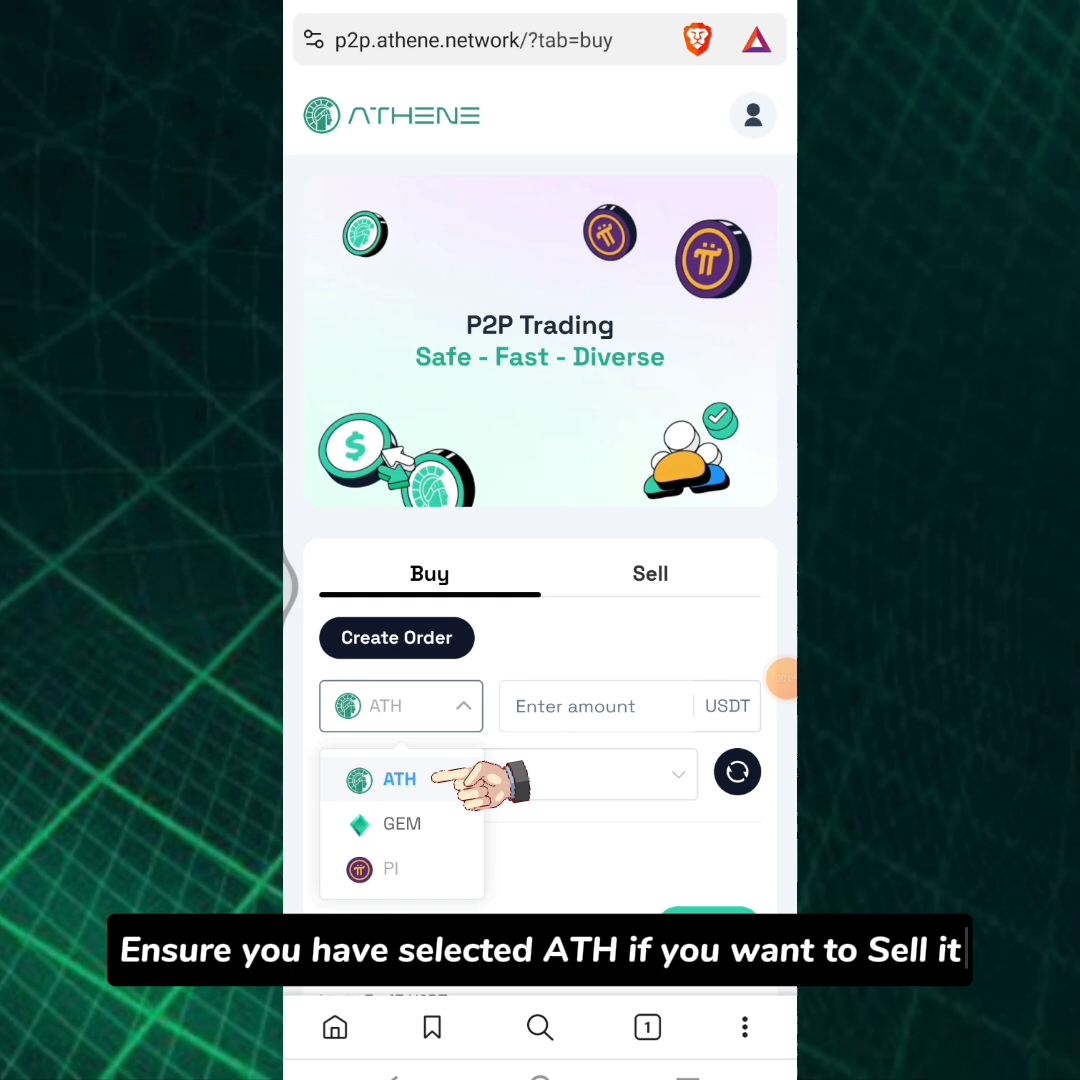 p2p.athene.network/?tab=buy
ATHENE
P2P Trading
Safe - Fast - Diverse
Buy
Sell
Create Order
ATH
Enter amount
USDT
ATH
GEM
PI
Ensure you have selected ATH if you want to Sell it
1